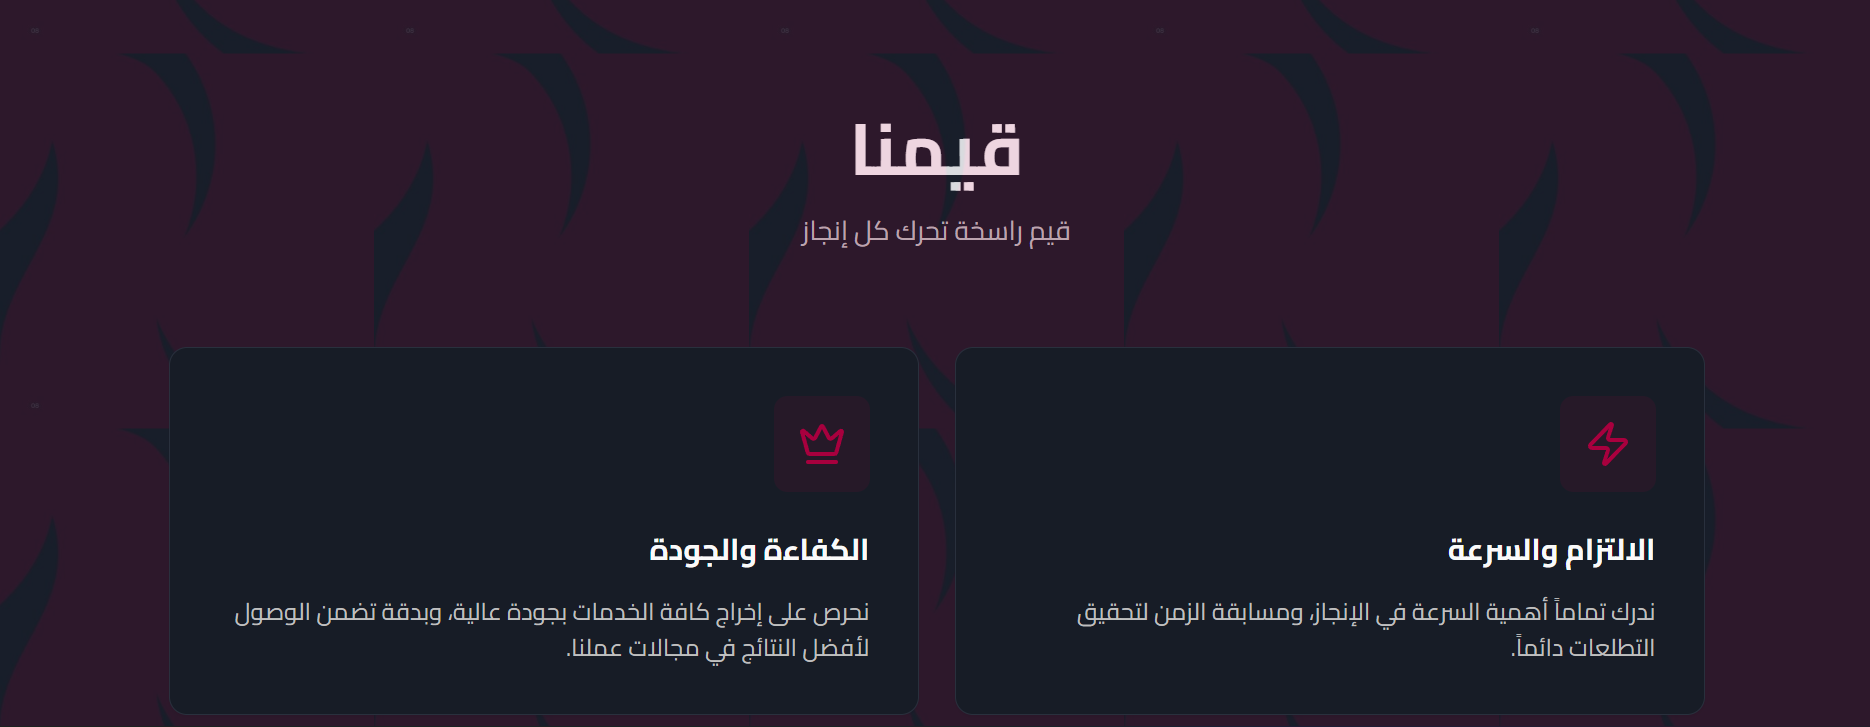 قيمنا
قيم راسخة تحرك كل إنجاز
الالتزام والسرعة
ندرك تماماً أهمية السرعة في الإنجاز، ومسابقة الزمن لتحقيق
التطلعات دائماً.
الكفاءة والجودة
نحرص على إخراج كافة الخدمات بجودة عالية، وبدقة تضمن الوصول
لأفضل النتائج في مجالات عملنا.